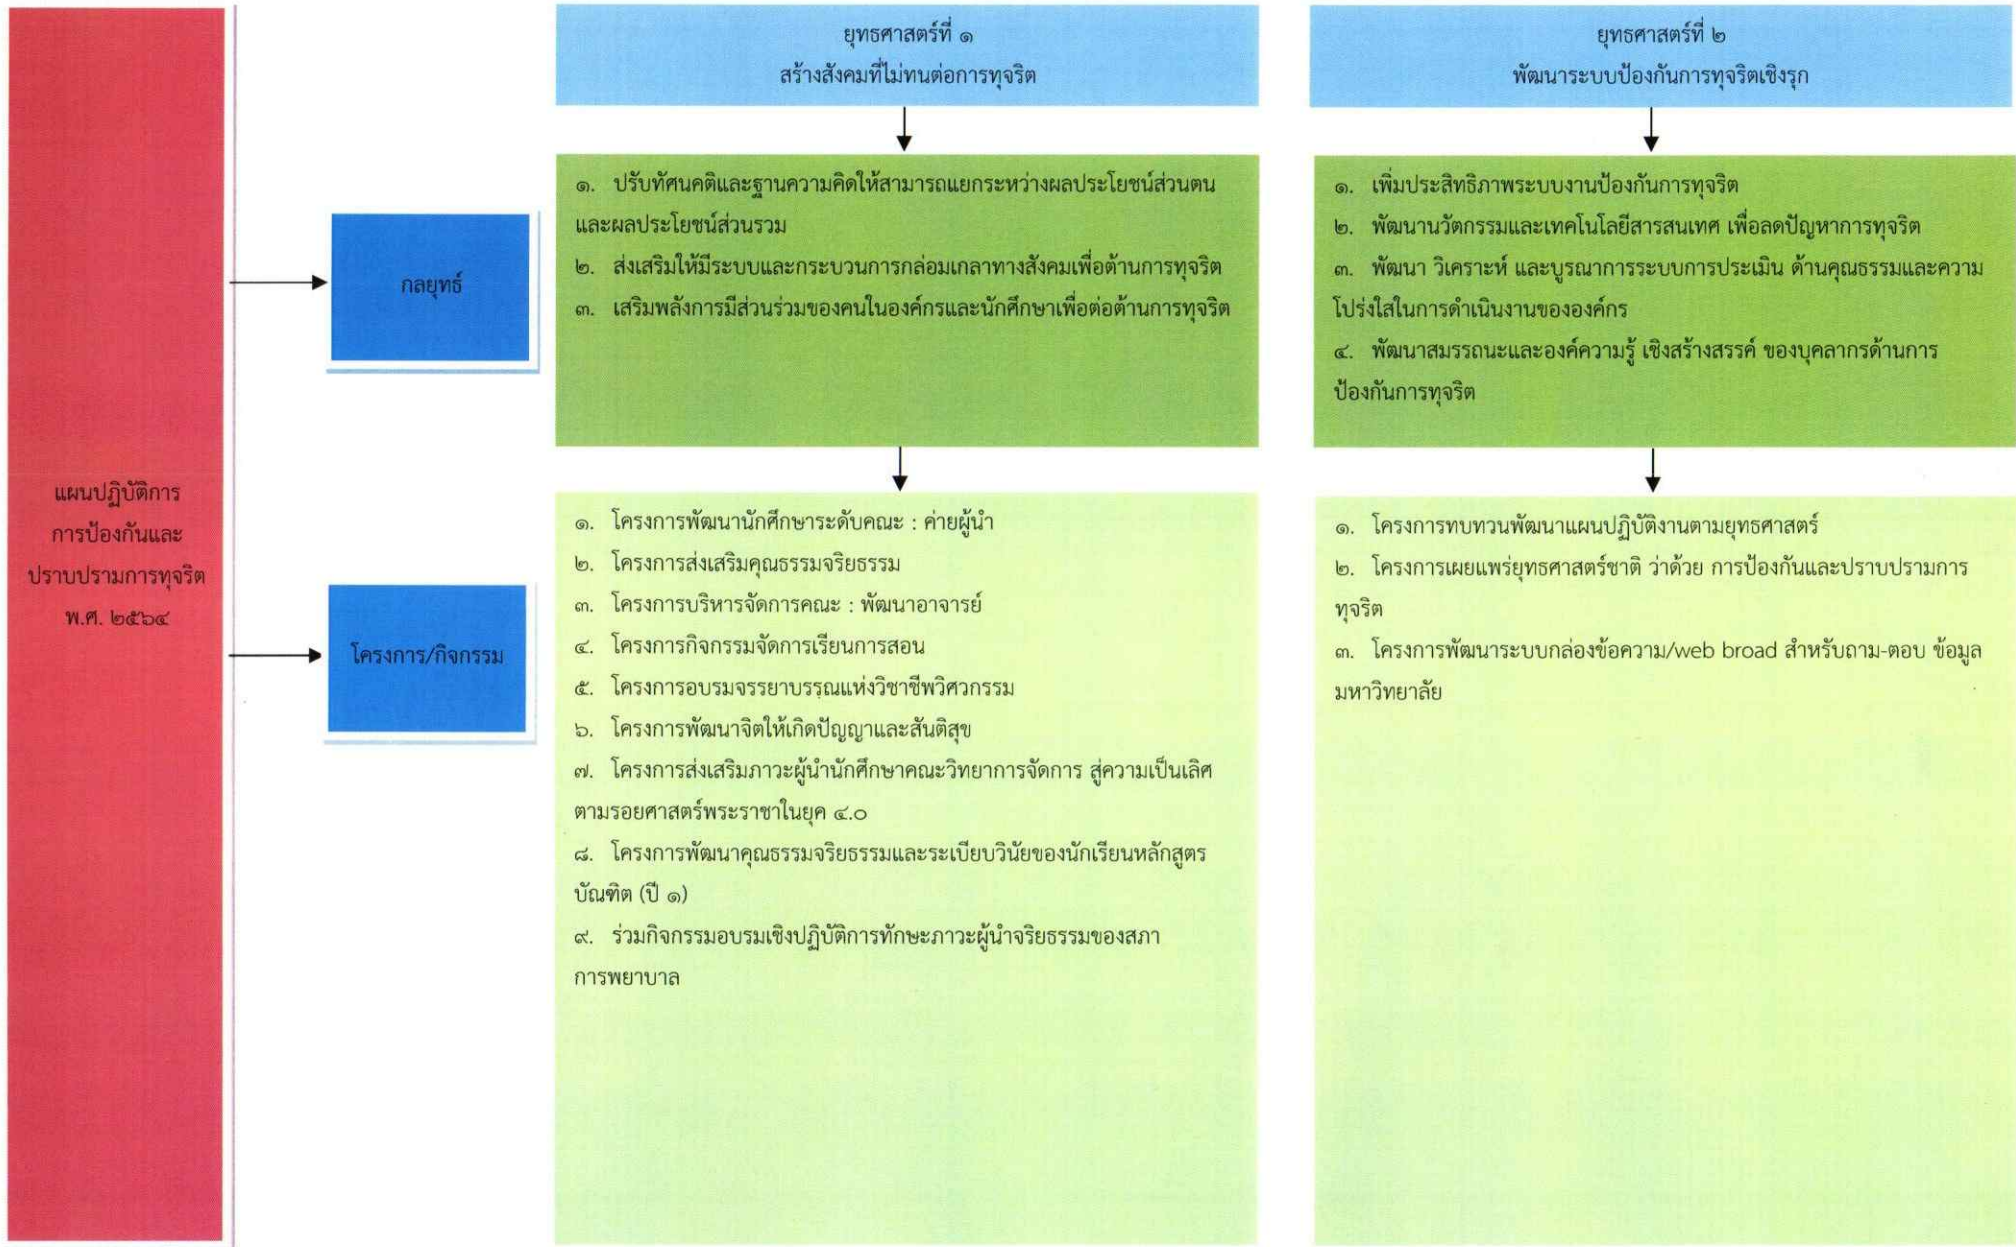 แผนปฏิบัติการ
การป้องกันและ
ปราบปรามการทุจริต
พ.ศ. ๒๕๖๔
กลยุทธ์
โครงการ/กิจกรรม
ยุทธศาสตร์ที่ ๑
สร้างสังคมที่ไม่ทนต่อการทุจริต
๑. ปรับทัศนคติและฐานความคิดให้สามารถแยกระหว่างผลประโยชน์ส่วนตน
และผลประโยชน์ส่วนรวม
๒. ส่งเสริมให้มีระบบและกระบวนการกล่อมเกลาทางสังคมเพื่อต้านการทุจริต
๓. เสริมพลังการมีส่วนร่วมของคนในองค์กรและนักศึกษาเพื่อต่อต้านการทุจริต
๑. โครงการพัฒนานักศึกษาระดับคณะ : ค่ายผู้นำ
๒. โครงการส่งเสริมคุณธรรมจริยธรรม
๓. โครงการบริหารจัดการคณะ : พัฒนาอาจารย์
๔. โครงการกิจกรรมจัดการเรียนการสอน
๕. โครงการอบรมจรรยาบรรณแห่งวิชาชีพวิศวกรรม
๖. โครงการพัฒนาจิตให้เกิดปัญญาและสันติสุข
๗. โครงการส่งเสริมภาวะผู้นำนักศึกษาคณะวิทยาการจัดการ สู่ความเป็นเลิศ
ตามรอยศาสตร์พระราชาในยุค ๔.๐
๘. โครงการพัฒนาคุณธรรมจริยธรรมและระเบียบวินัยของนักเรียนหลักสูตร
บัณฑิต (ปี ๑)
๙. ร่วมกิจกรรมอบรมเชิงปฏิบัติการทักษะภาวะผู้นำจริยธรรมของสภา
การพยาบาล
ยุทธศาสตร์ที่ ๒
พัฒนาระบบป้องกันการทุจริตเชิงรุก
๑. เพิ่มประสิทธิภาพระบบงานป้องกันการทุจริต
๒. พัฒนานวัตกรรมและเทคโนโลยีสารสนเทศ เพื่อลดปัญหาการทุจริต
๓. พัฒนา วิเคราะห์ และบูรณาการระบบการประเมิน ด้านคุณธรรมและความ
โปร่งใสในการดำเนินงานขององค์กร
๔. พัฒนาสมรรถนะและองค์ความรู้ เชิงสร้างสรรค์ ของบุคลากรด้านการ
ป้องกันการทุจริต
๑. โครงการทบทวนพัฒนาแผนปฏิบัติงานตามยุทธศาสตร์
๒. โครงการเผยแพร่ยุทธศาสตร์ชาติ ว่าด้วย การป้องกันและปราบปรามการ
ทุจริต
๓. โครงการพัฒนาระบบกล่องข้อความ/web broad สำหรับถาม-ตอบ ข้อมูล
มหาวิทยาลัย